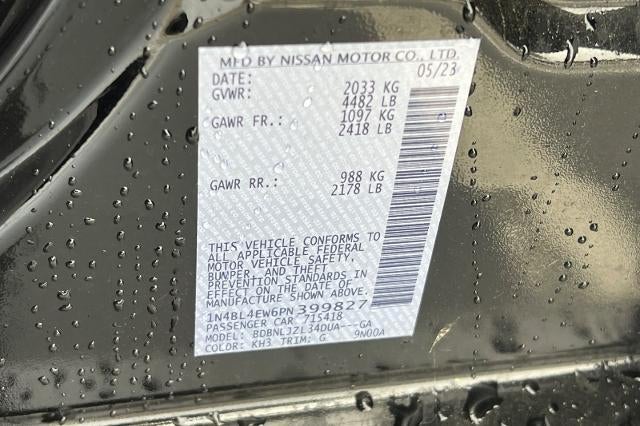 MFD BY NISSAN MOTOR CO., LTD.
DATE: 05/23
GVWR: 2033 KG
4482 LB
GAWR FR.: 1097 KG
2418 LB
GAWR RR.: 988 KG
2178 LB
THIS VEHICLE CONFORMS TO
ALL APPLICABLE FEDERAL
MOTOR VEHICLE SAFETY,
BUMPER, AND THEFT
PREVENTION STANDARDS IN
EFFECT ON THE DATE OF
MANUFACTURE SHOWN ABOVE.
1N4BL4EW6PN399827
PASSENGER CAR 71S418
MODEL: BDBNLJZL34DUA---GA
COLOR: KH3 TRIM: G 9N00A